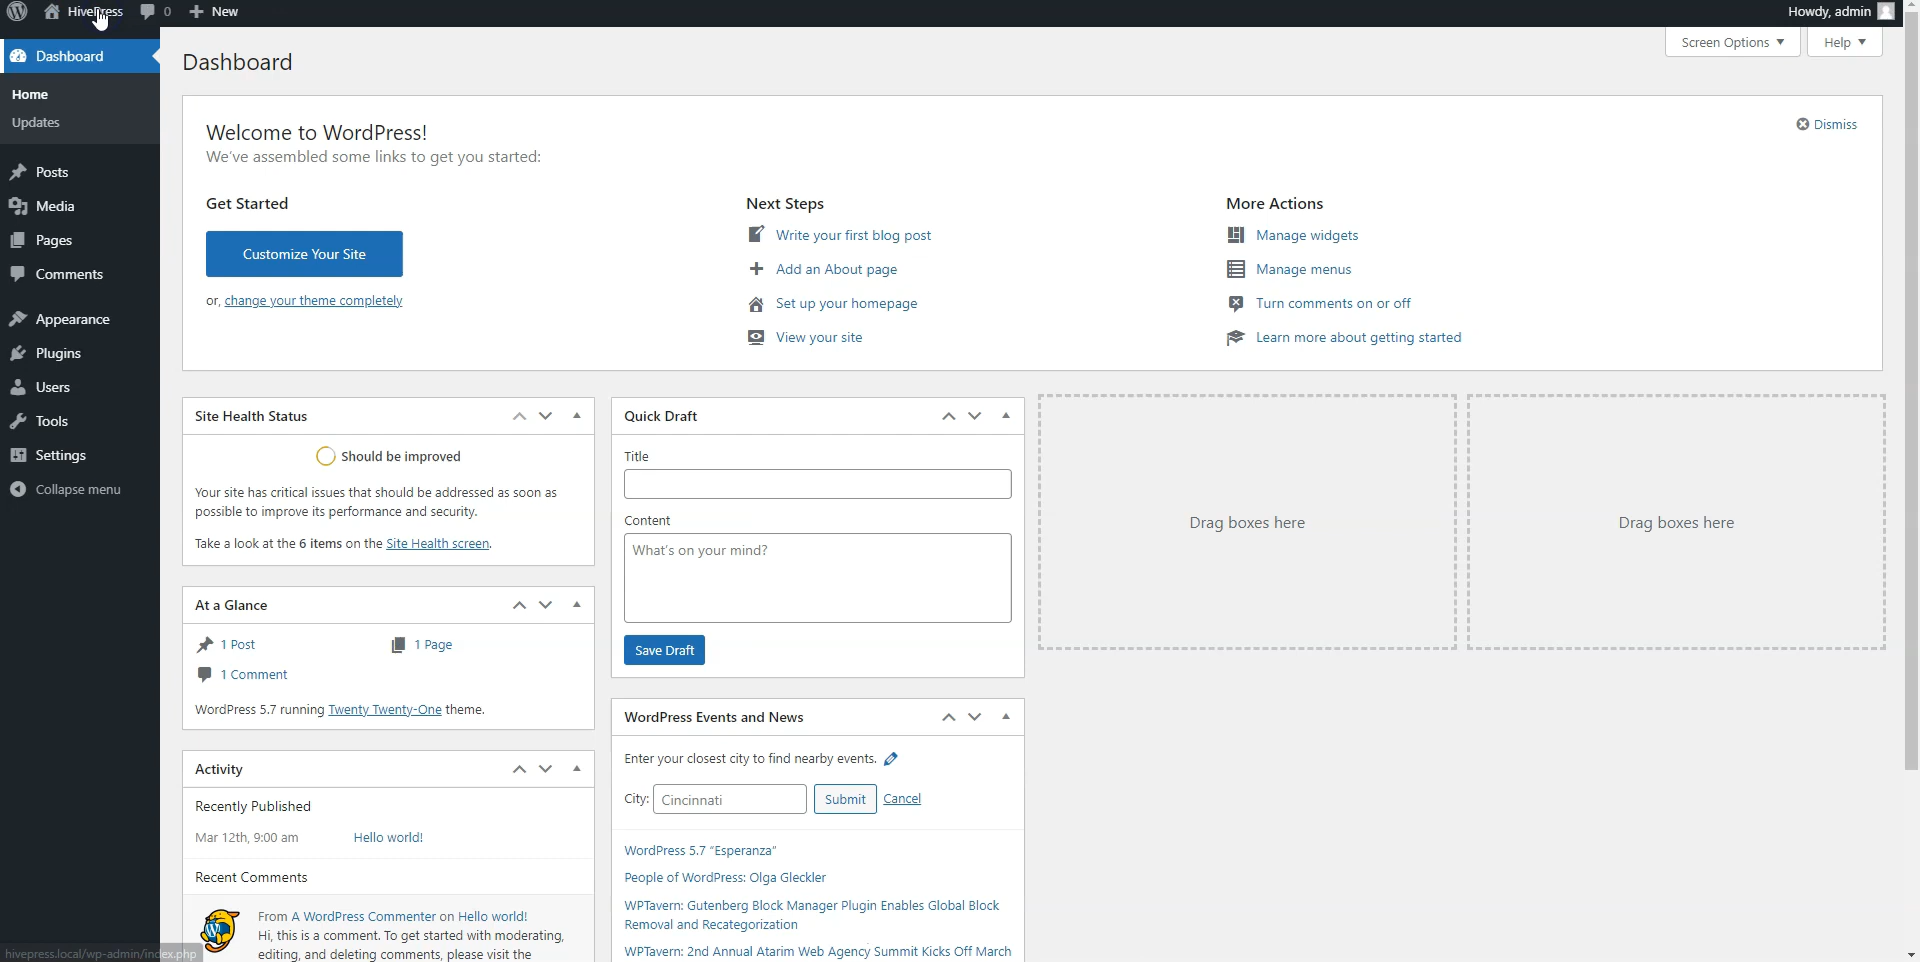 HivePress
0
New
Howdy, admin
Dashboard
Home
Updates
Posts
Media
Pages
Comments
Appearance
Plugins
Users
Tools
Settings
Collapse menu
Dashboard
Screen Options
Help
Welcome to WordPress!
We've assembled some links to get you started:
Dismiss
Get Started
Customize Your Site
or, change your theme completely
Next Steps
Write your first blog post
Add an About page
Set up your homepage
View your site
More Actions
Manage widgets
Manage menus
Turn comments on or off
Learn more about getting started
Site Health Status
Should be improved
Your site has critical issues that should be addressed as soon as
possible to improve its performance and security.
Take a look at the 6 items on the Site Health screen.
At a Glance
1 Post
1 Page
1 Comment
WordPress 5.7 running Twenty Twenty-One theme.
Activity
Recently Published
Mar 12th, 9:00 am
Hello world!
Recent Comments
From A WordPress Commenter on Hello world!
Hi, this is a comment. To get started with moderating,
editing, and deleting comments, please visit the
Quick Draft
Title
Content
What's on your mind?
Save Draft
WordPress Events and News
Enter your closest city to find nearby events.
City:
Cincinnati
Submit
Cancel
WordPress 5.7 "Esperanza"
People of WordPress: Olga Gleckler
WPTavern: Gutenberg Block Manager Plugin Enables Global Block
Removal and Recategorization
WPTavern: 2nd Annual Atarim Web Agency Summit Kicks Off March
Drag boxes here
Drag boxes here
hivepress.local/wp-admin/index.php